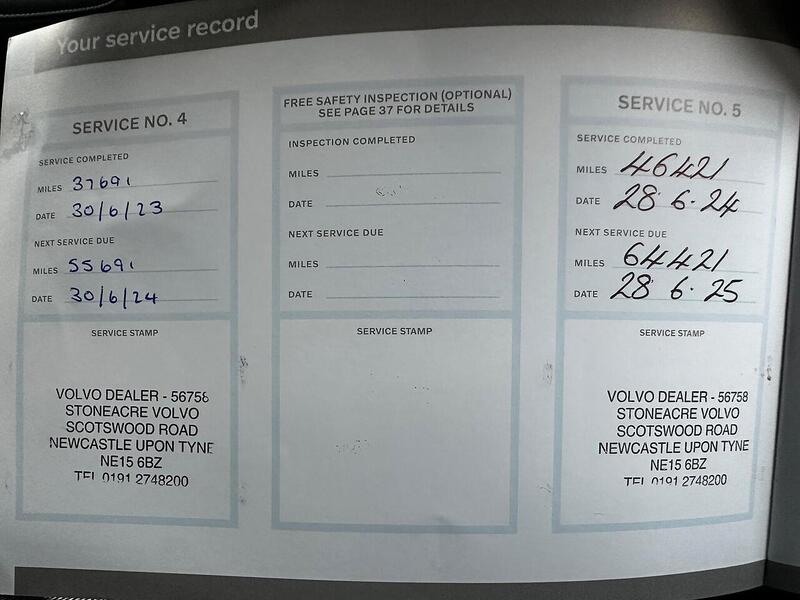 Your service record
SERVICE NO. 4
SERVICE COMPLETED
MILES 37691
DATE 30/6/23
NEXT SERVICE DUE
MILES 55691
DATE 30/6/24
SERVICE STAMP
VOLVO DEALER - 56758
STONEACRE VOLVO
SCOTSWOOD ROAD
NEWCASTLE UPON TYNE
NE15 6BZ
TEL 0191 2748200
FREE SAFETY INSPECTION (OPTIONAL)
SEE PAGE 37 FOR DETAILS
INSPECTION COMPLETED
MILES
DATE
NEXT SERVICE DUE
MILES
DATE
SERVICE STAMP
SERVICE NO. 5
SERVICE COMPLETED
MILES 46421
DATE 28 6. 24
NEXT SERVICE DUE
MILES 64421
DATE 28 6. 25
SERVICE STAMP
VOLVO DEALER - 56758
STONEACRE VOLVO
SCOTSWOOD ROAD
NEWCASTLE UPON TYNE
NE15 6BZ
TEL 0191 2748200